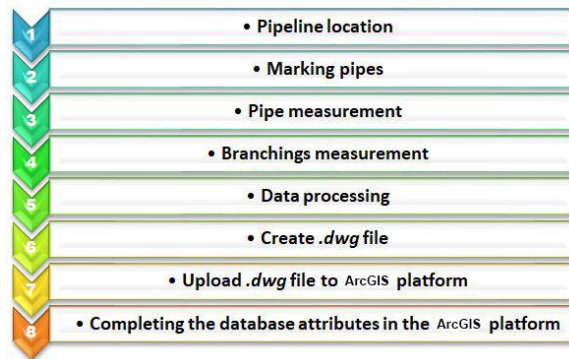 1 • Pipeline location
2 • Marking pipes
3 • Pipe measurement
4 • Branchings measurement
5 • Data processing
6 • Create .dwg file
7 • Upload .dwg file to ArcGIS platform
8 • Completing the database attributes in the ArcGIS platform